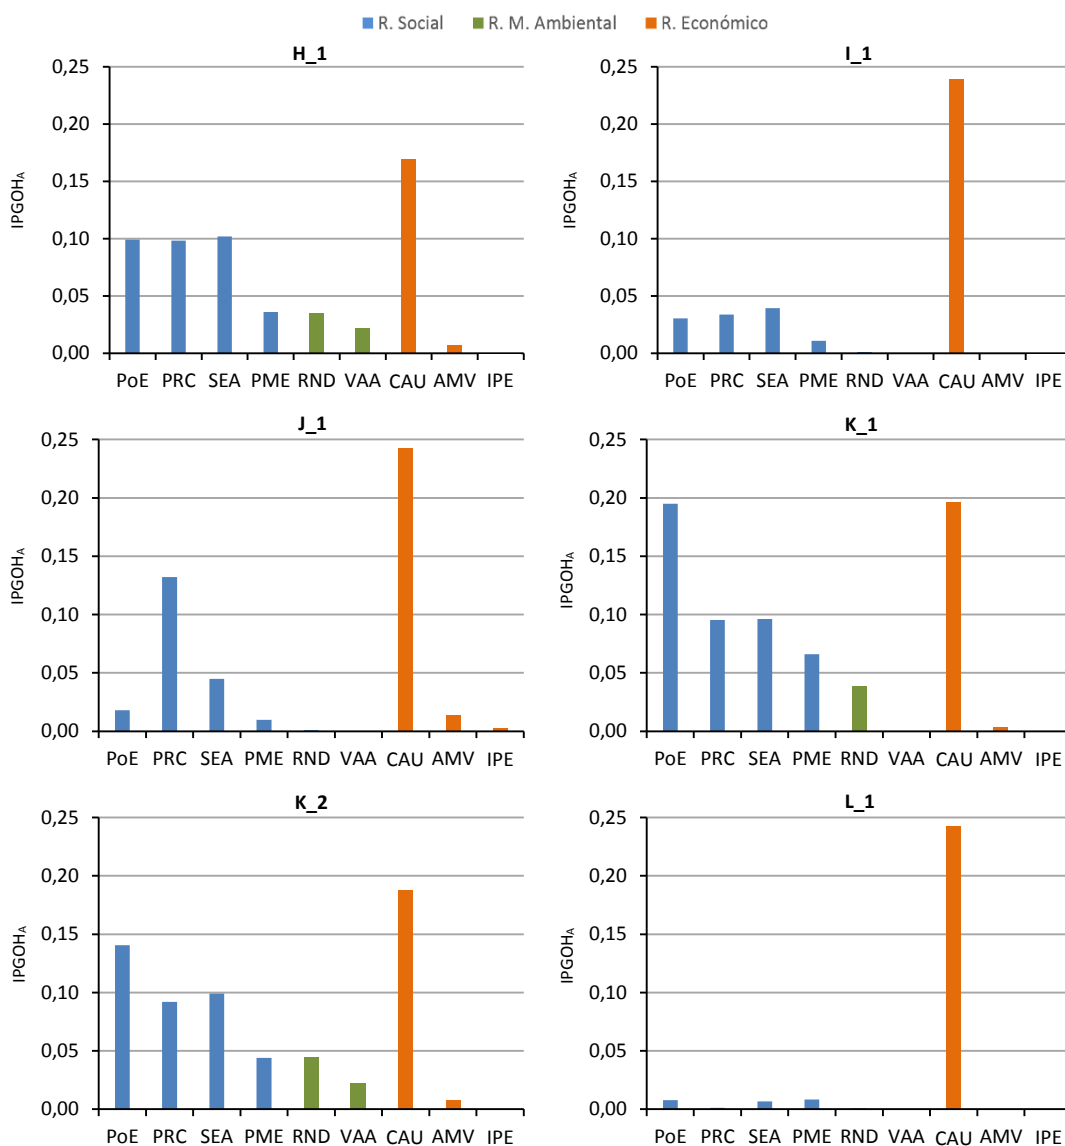 R. Social R. M. Ambiental R. Económico
H_1
0,25
0,20
0,15
0,10
0,05
0,00
IPGOHA
PoE PRC SEA PME RND VAA CAU AMV IPE
I_1
0,25
0,20
0,15
0,10
0,05
0,00
IPGOHA
PoE PRC SEA PME RND VAA CAU AMV IPE
J_1
0,25
0,20
0,15
0,10
0,05
0,00
IPGOHA
PoE PRC SEA PME RND VAA CAU AMV IPE
K_1
0,25
0,20
0,15
0,10
0,05
0,00
IPGOHA
PoE PRC SEA PME RND VAA CAU AMV IPE
K_2
0,25
0,20
0,15
0,10
0,05
0,00
IPGOHA
PoE PRC SEA PME RND VAA CAU AMV IPE
L_1
0,25
0,20
0,15
0,10
0,05
0,00
IPGOHA
PoE PRC SEA PME RND VAA CAU AMV IPE